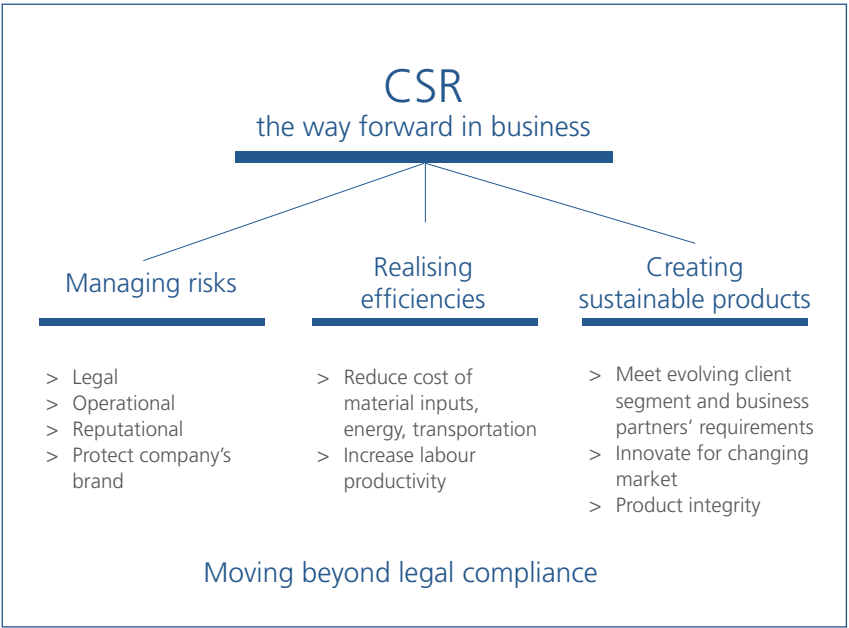 CSR
the way forward in business
Managing risks
> Legal
> Operational
> Reputational
> Protect company’s
brand
Realising
efficiencies
> Reduce cost of
material inputs,
energy, transportation
> Increase labour
productivity
Creating
sustainable products
> Meet evolving client
segment and business
partners’ requirements
> Innovate for changing
market
> Product integrity
Moving beyond legal compliance